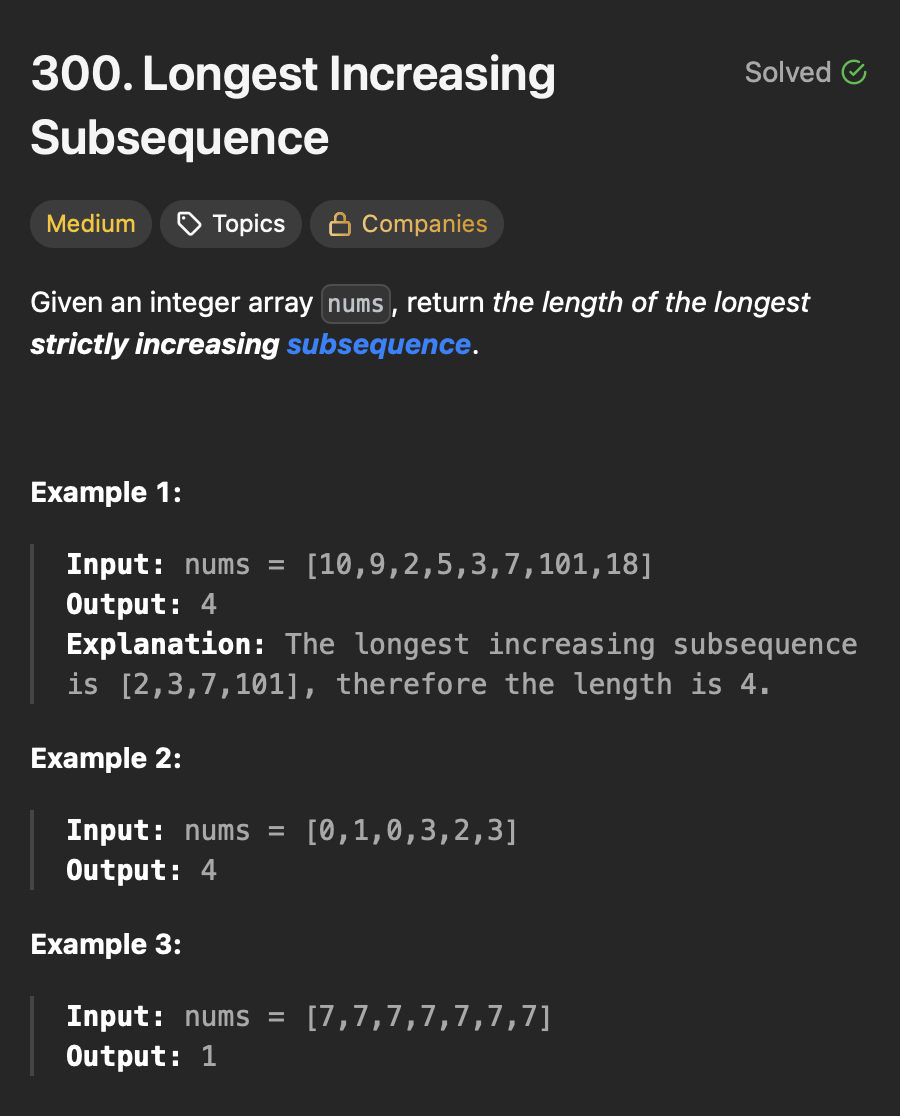 300. Longest Increasing
Subsequence
Solved
Medium
Topics
Companies
Given an integer array nums, return the length of the longest
strictly increasing subsequence.
Example 1:
Input: nums = [10,9,2,5,3,7,101,18]
Output: 4
Explanation: The longest increasing subsequence
is [2,3,7,101], therefore the length is 4.
Example 2:
Input: nums = [0,1,0,3,2,3]
Output: 4
Example 3:
Input: nums = [7,7,7,7,7,7,7]
Output: 1